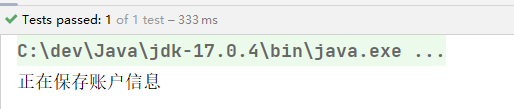 Tests passed: 1 of 1 test – 333 ms
C:\dev\Java\jdk-17.0.4\bin\java.exe ...
正在保存账户信息